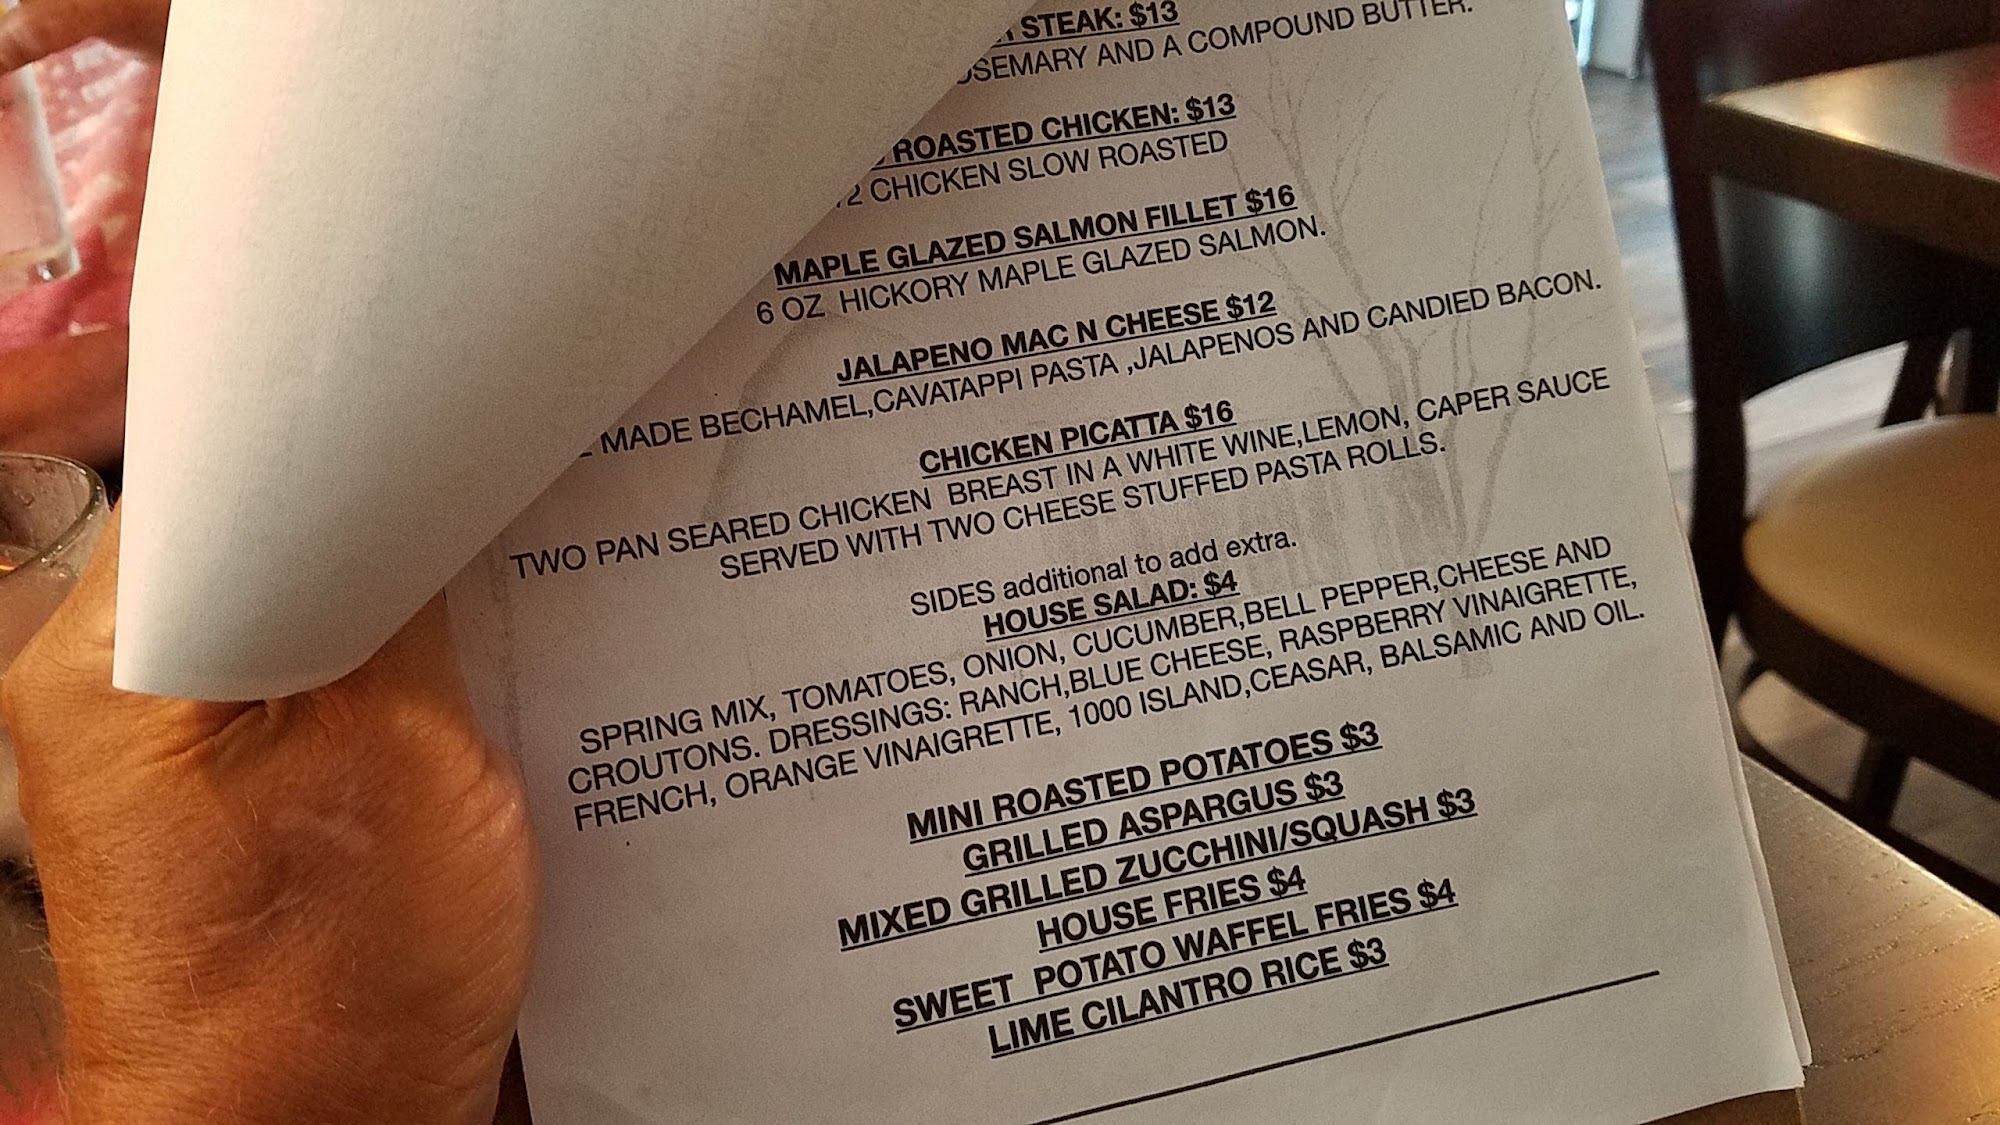 STEAK: $13
AND A COMPOUND BUTTER.
ROASTED CHICKEN: $13
CHICKEN SLOW ROASTED
MAPLE GLAZED SALMON FILLET $16
6 OZ HICKORY MAPLE GLAZED SALMON.
JALAPENO MAC N CHEESE $12
MADE BECHAMEL,CAVATAPPI PASTA ,JALAPENOS AND CANDIED BACON.
CHICKEN PICATTA $16
TWO PAN SEARED CHICKEN BREAST IN A WHITE WINE,LEMON, CAPER SAUCE
SERVED WITH TWO CHEESE STUFFED PASTA ROLLS.
SIDES additional to add extra.
HOUSE SALAD: $4
SPRING MIX, TOMATOES, ONION, CUCUMBER,BELL PEPPER,CHEESE AND
CROUTONS. DRESSINGS: RANCH,BLUE CHEESE, RASPBERRY VINAIGRETTE,
FRENCH, ORANGE VINAIGRETTE, 1000 ISLAND,CEASAR, BALSAMIC AND OIL.
MINI ROASTED POTATOES $3
GRILLED ASPARGUS $3
MIXED GRILLED ZUCCHINI/SQUASH $3
HOUSE FRIES $4
SWEET POTATO WAFFEL FRIES $4
LIME CILANTRO RICE $3